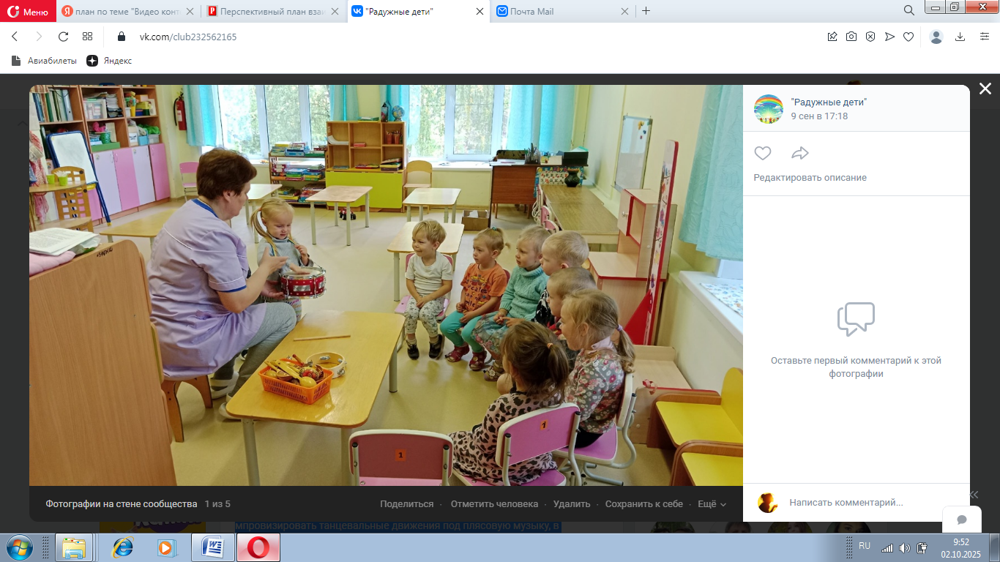 Меню
план по теме "Видео конт
Перспективный план взаи
"Радужные дети"
Почта Mail
vk.com/club232562165
Авиабилеты
Яндекс
"Радужные дети"
9 сен в 17:18
Редактировать описание
Оставьте первый комментарий к этой
фотографии
1
1
Фотографии на стене сообщества 1 из 5
Поделиться · Отметить человека · Удалить · Сохранить к себе · Ещё
Написать комментарий...
мпровизировать танцевальные движения под плясовую музыку, в
RU
9:52
02.10.2025